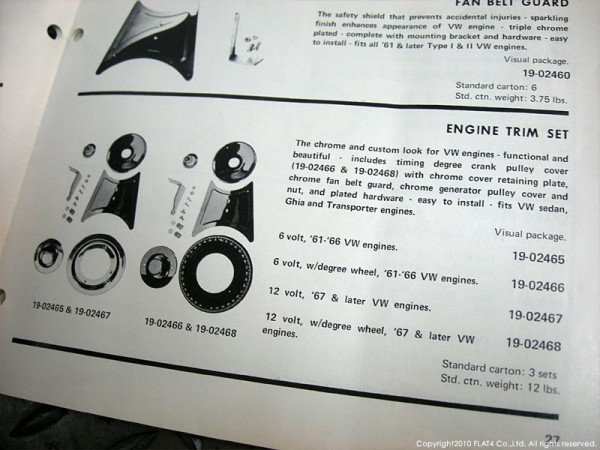 FAN BELT GUARD
The safety shield that prevents accidental injuries - sparkling
finish enhances appearance of VW engine - triple chrome
plated - complete with mounting bracket and hardware - easy
to install - fits all '61 & later Type I & II VW engines.
Visual package.
19-02460
Standard carton: 6
Std. ctn. weight: 3.75 lbs.
ENGINE TRIM SET
The chrome and custom look for VW engines - functional and
beautiful - includes timing degree crank pulley cover
(19-02466 & 19-02468) with chrome cover retaining plate,
chrome fan belt guard, chrome generator pulley cover and
nut, and plated hardware - easy to install - fits VW sedan,
Ghia and Transporter engines.
Visual package.
6 volt, '61-'66 VW engines. 19-02465
6 volt, w/degree wheel, '61-'66 VW engines. 19-02466
12 volt, '67 & later VW engines. 19-02467
12 volt, w/degree wheel, '67 & later VW
engines. 19-02468
19-02465 & 19-02467
19-02466 & 19-02468
Standard carton: 3 sets
Std. ctn. weight: 12 lbs.
27
Copyright2010 FLAT4 Co.,Ltd. All rights reserved.